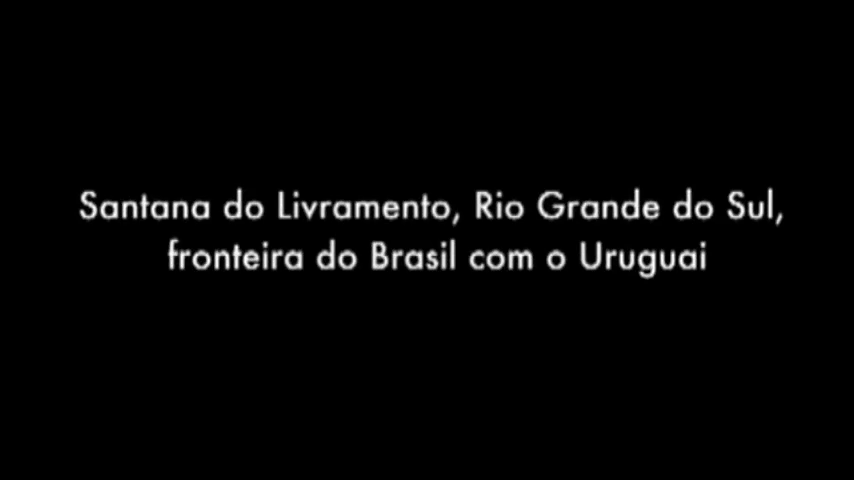 Santana do Livramento, Rio Grande do Sul,
fronteira do Brasil com o Uruguai